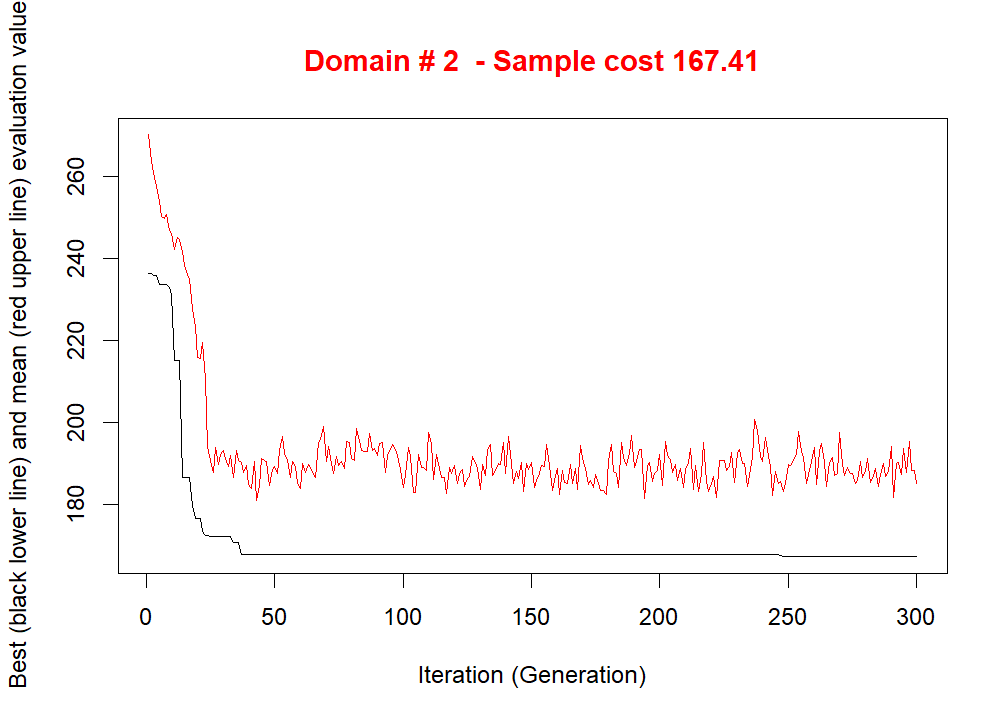 Domain # 2  - Sample cost 167.41
Best (black lower line) and mean (red upper line) evaluation value
260
240
220
200
180
0 50 100 150 200 250 300
Iteration (Generation)